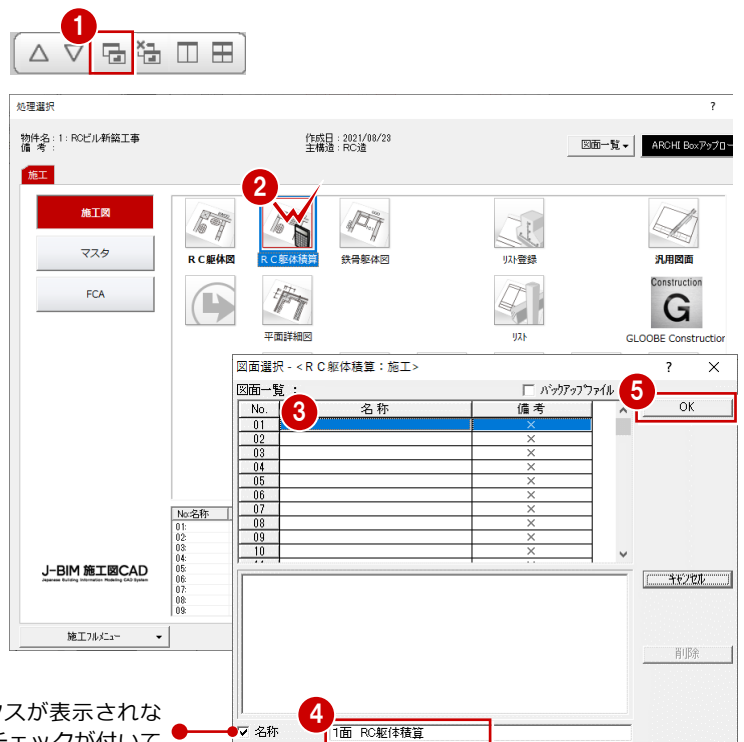 1
処理選択
?
物件名:1:RCビル新築工事
備 考 :
作成日:2021/08/23
主構造:RC造
図面一覧
ARCHI Boxアップロー
施工
施工図
マスタ
FCA
2
RC躯体図
RC躯体積算
鉄骨躯体図
リスト登録
汎用図面
平面詳細図
リスト
Construction
G
GLOOBE Construction
図面選択 - <RC躯体積算:施工>
?
図面一覧 :
バックアップファイル
5
OK
No.
3
名 称
備 考
01 ×
02 ×
03 ×
04 ×
05 ×
06 ×
07 ×
08 ×
09 ×
10 ×
No:名称
01:
02:
03:
04:
05:
06:
07:
08:
09:
J-BIM 施工図CAD
Japanese Building Information Modeling CAD System
キャンセル
施工フルメニュー
削除
4
クスが表示されな
チェックが付いて
名称
1面 RC躯体積算